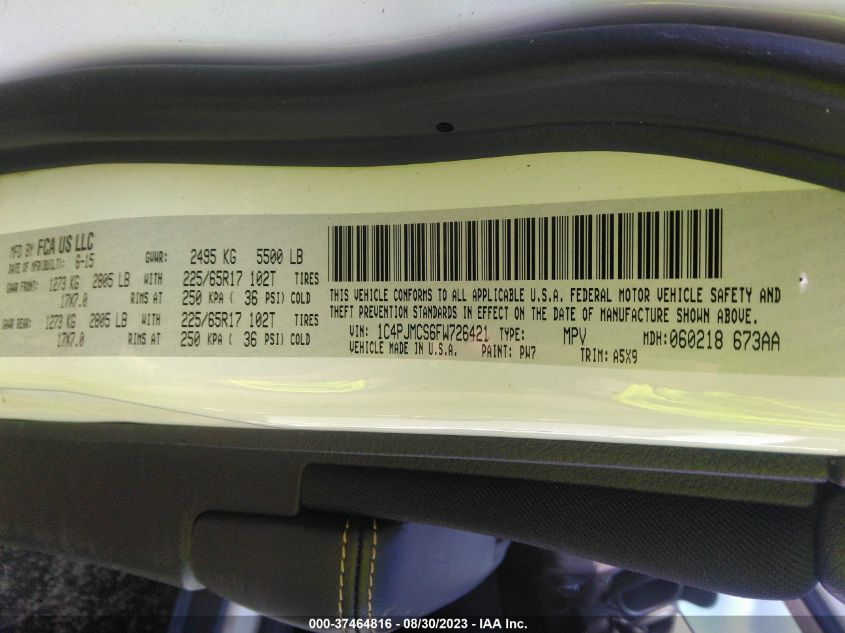 MFD BY FCA US LLC
DATE OF MFR(BUILT): 6-15 GVWR: 2495 KG 5500 LB
GAWR FRONT: 1273 KG 2805 LB WITH 225/65R17 102T TIRES
17X7.0 RIMS AT 250 KPA ( 36 PSI) COLD
GAWR REAR: 1273 KG 2805 LB WITH 225/65R17 102T TIRES
17X7.0 RIMS AT 250 KPA ( 36 PSI) COLD
THIS VEHICLE CONFORMS TO ALL APPLICABLE U.S.A. FEDERAL MOTOR VEHICLE SAFETY AND
THEFT PREVENTION STANDARDS IN EFFECT ON THE DATE OF MANUFACTURE SHOWN ABOVE.
VIN: 1C4PJMCS6FW726421 TYPE: MPV MDH:060218 673AA
VEHICLE MADE IN U.S.A. PAINT: PW7 TRIM: A5X9
000-37464816 - 08/30/2023 - IAA Inc.